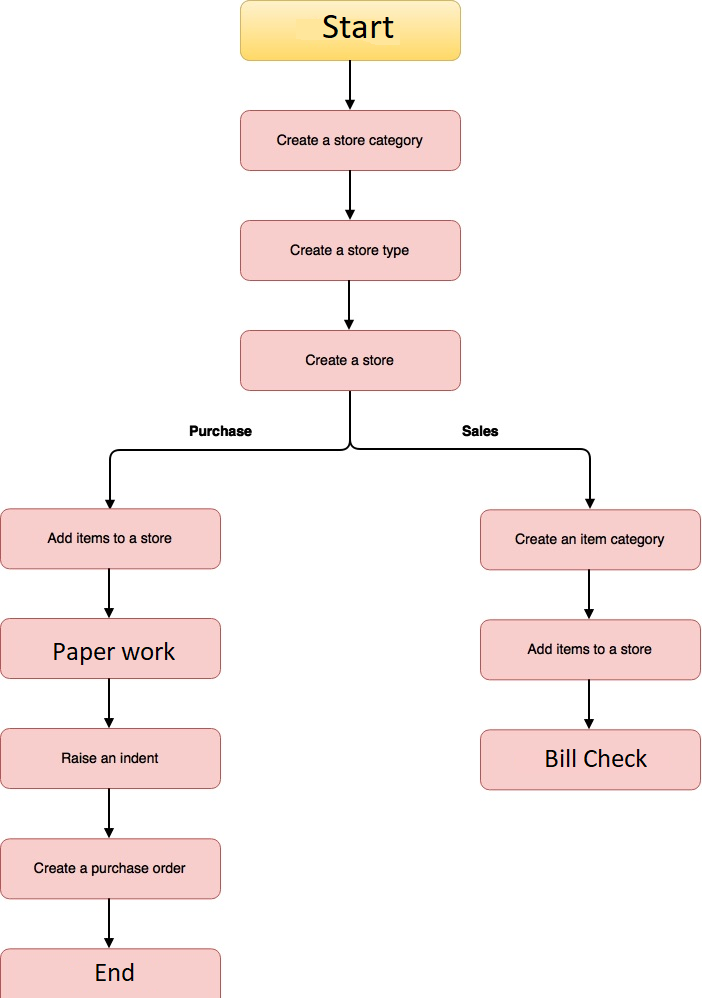 Start
Create a store category
Create a store type
Create a store
Purchase
Sales
Add items to a store
Create an item category
Paper work
Add items to a store
Raise an indent
Bill Check
Create a purchase order
End